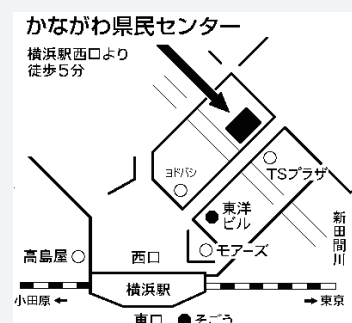 かながわ県民センター
横浜駅西口より
徒歩5分
ヨドバシ
TSプラザ
東洋
ビル
新田間川
高島屋
西口
モアーズ
横浜駅
小田原←
→東京
東口
そごう